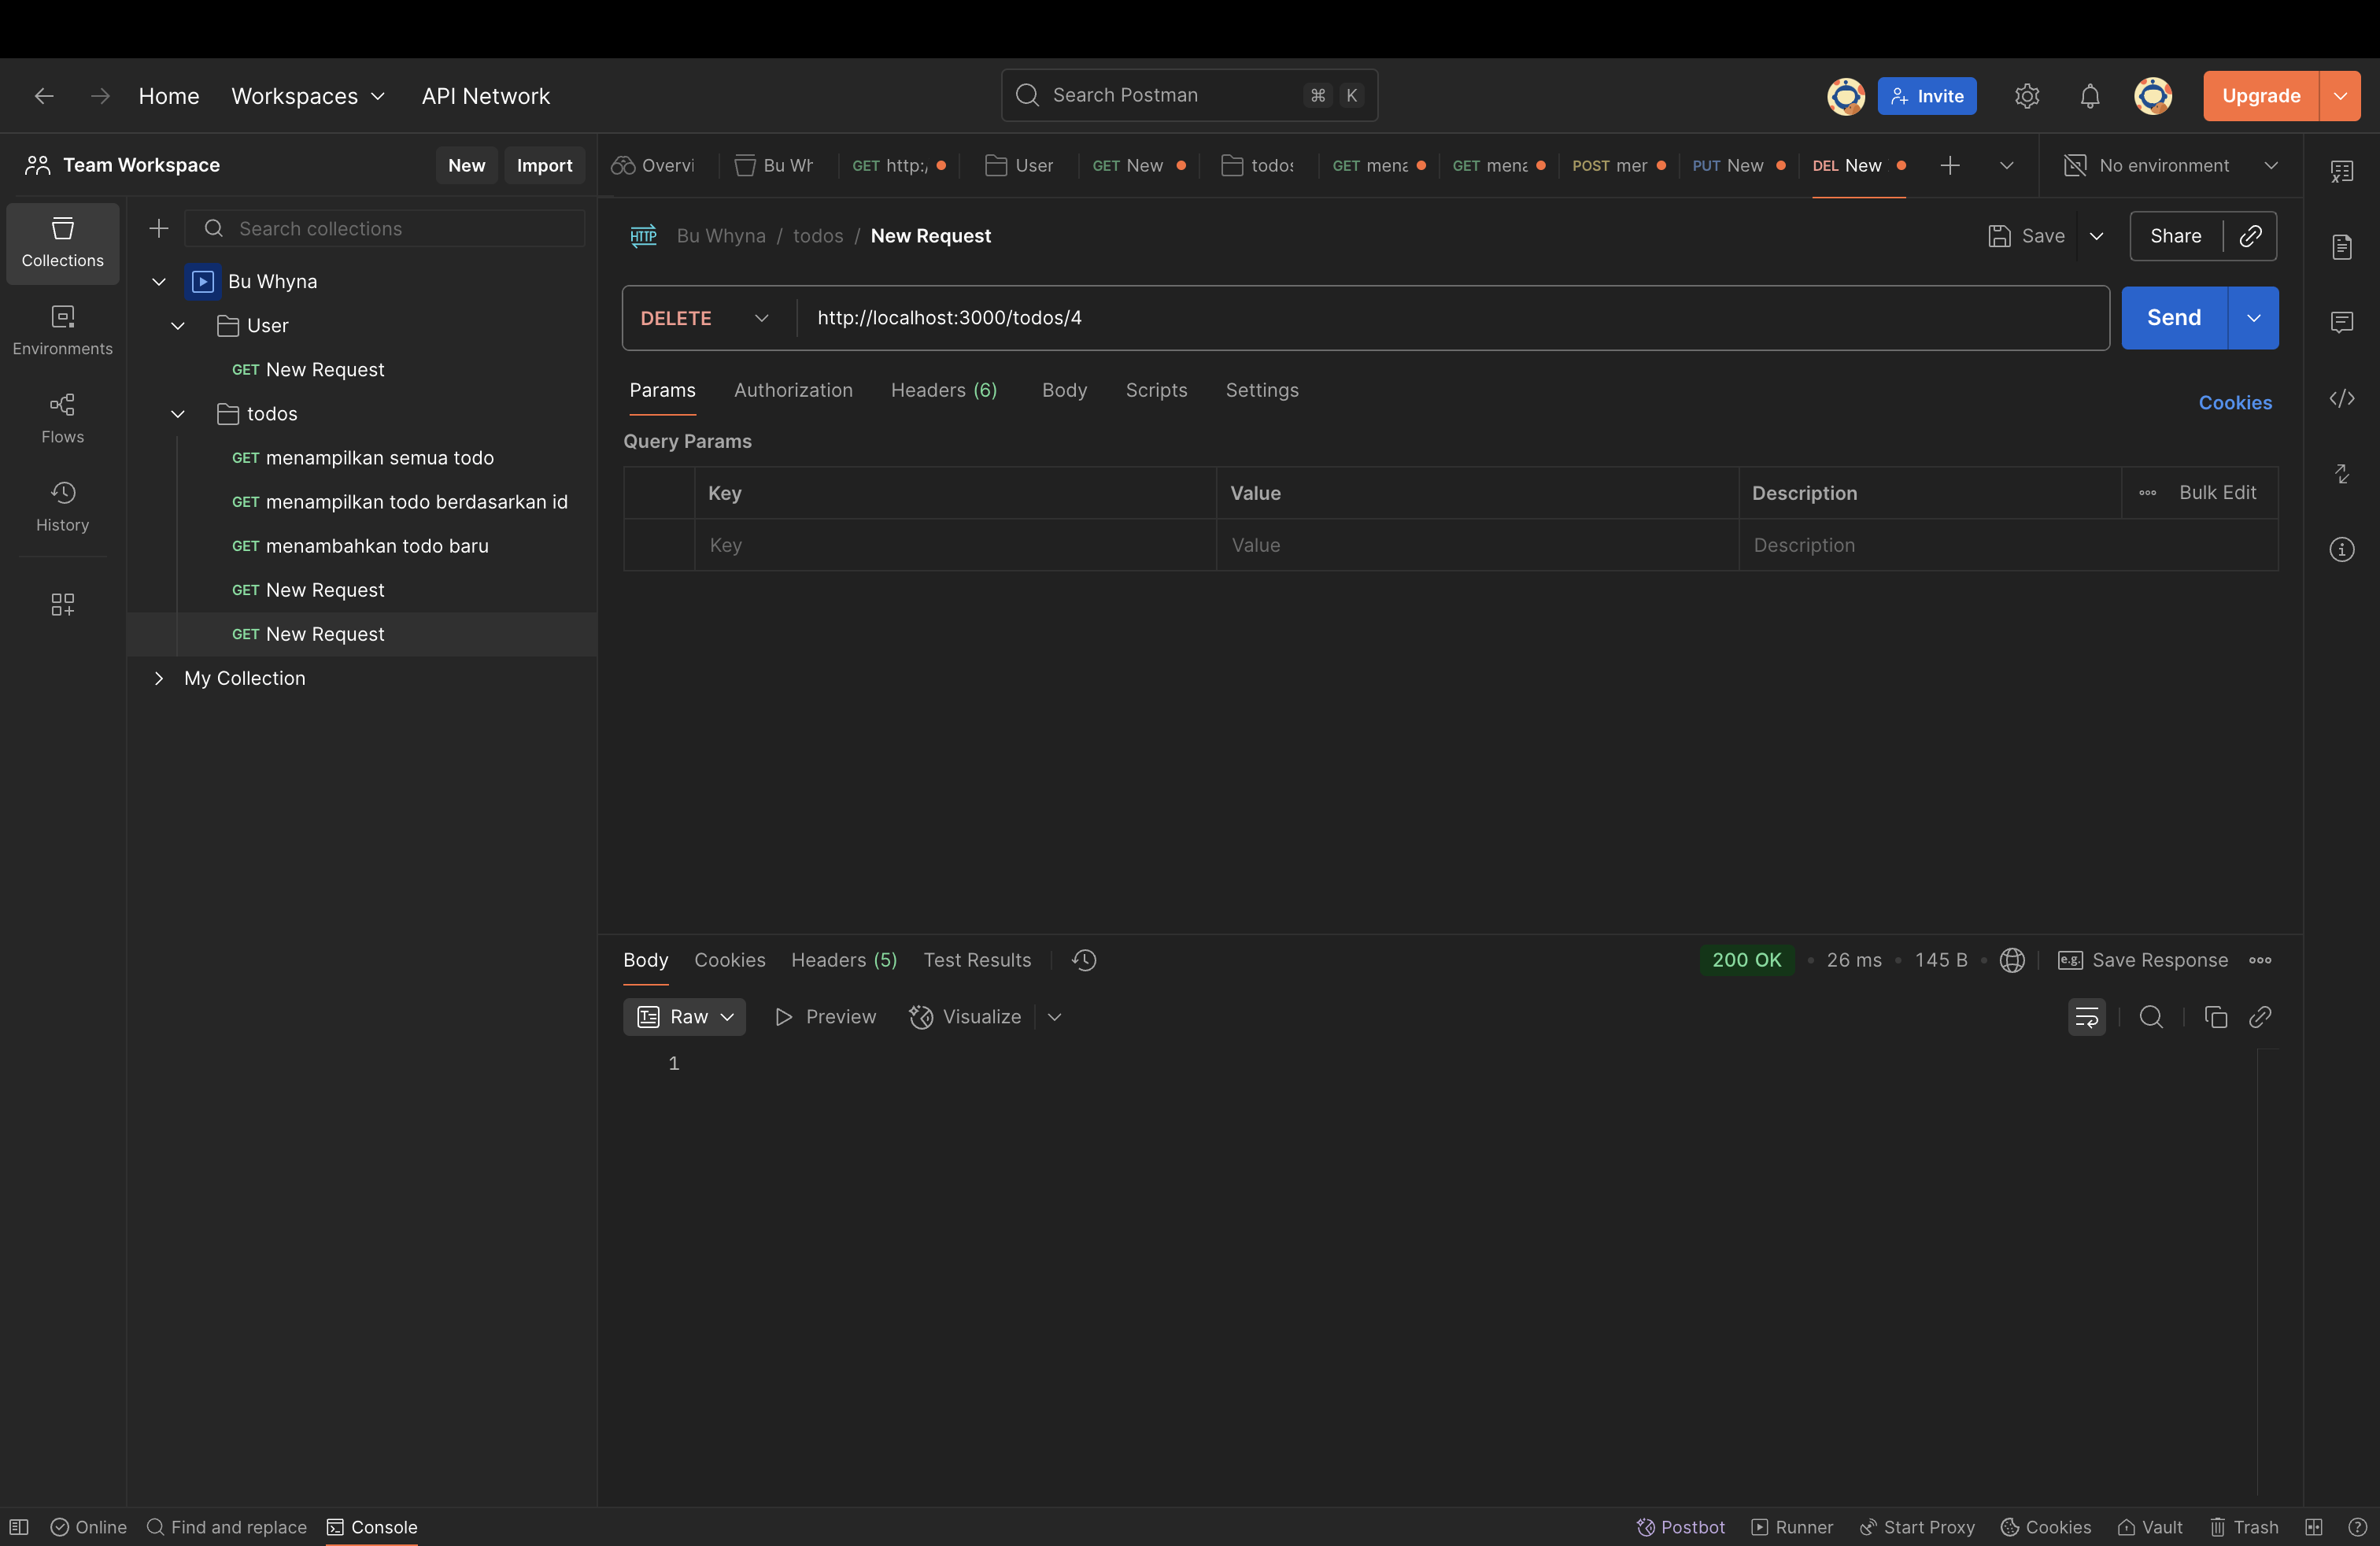 Home Workspaces API Network Search Postman ⌘ K Invite Upgrade
Team Workspace New Import
Overvi Bu Wh GET http:/ User GET New todos GET mena GET mena POST mer PUT New DEL New No environment
Collections
Environments
Flows
History
Search collections
Bu Whyna
User
GET New Request
todos
GET menampilkan semua todo
GET menampilkan todo berdasarkan id
GET menambahkan todo baru
GET New Request
GET New Request
My Collection
HTTP Bu Whyna / todos / New Request Save Share
DELETE http://localhost:3000/todos/4 Send
Params Authorization Headers (6) Body Scripts Settings Cookies
Query Params
Key Value Description Bulk Edit
Key Value Description
Body Cookies Headers (5) Test Results 200 OK • 26 ms • 145 B • e.g. Save Response
Raw Preview Visualize
1
Online Find and replace Console Postbot Runner Start Proxy Cookies Vault Trash